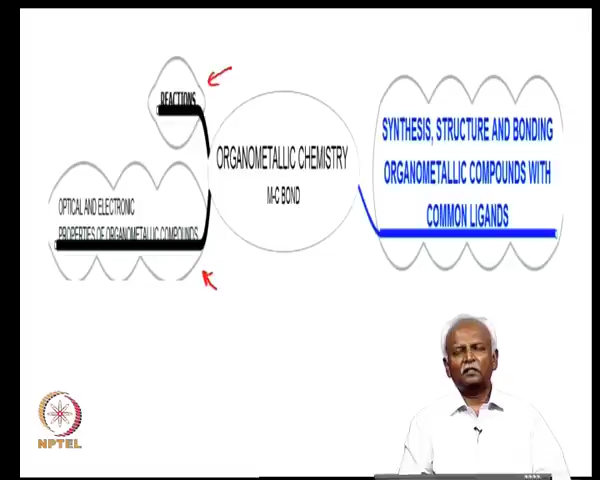 REACTIONS
ORGANOMETALLIC CHEMISTRY
M-C BOND
SYNTHESIS, STRUCTURE AND BONDING
ORGANOMETALLIC COMPOUNDS WITH
COMMON LIGANDS
OPTICAL AND ELECTRONIC
PROPERTIES OF ORGANOMETALLIC COMPOUNDS
NPTEL